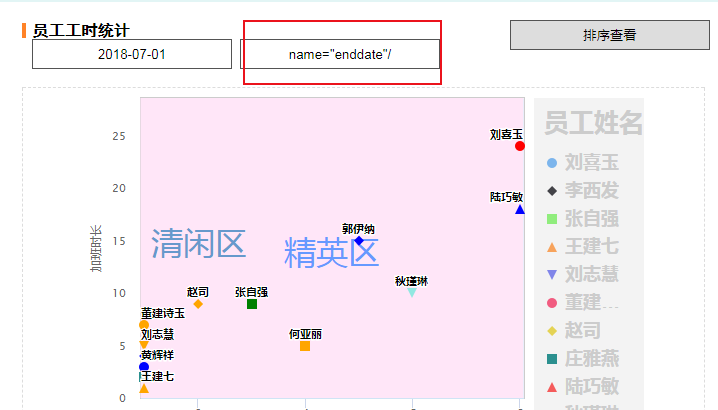 员工工时统计
2018-07-01
name="enddate"/
排序查看
25
20
15
10
5
0
加班时长
清闲区
精英区
刘喜玉
陆巧敏
郭伊纳
秋瑾琳
赵司
张自强
董建诗玉
刘志慧
何亚丽
黄辉祥
王建七
员工姓名
刘喜玉
李西发
张自强
王建七
刘志慧
董建...
赵司
庄雅燕
陆巧敏